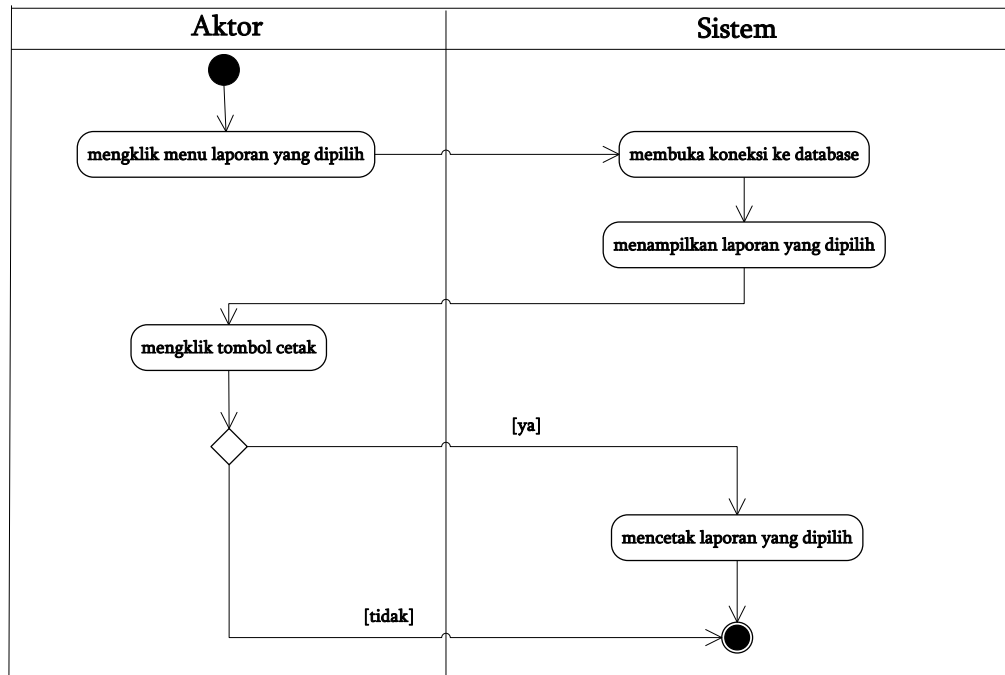 Aktor
Sistem
mengklik menu laporan yang dipilih
membuka koneksi ke database
menampilkan laporan yang dipilih
mengklik tombol cetak
[ya]
mencetak laporan yang dipilih
[tidak]